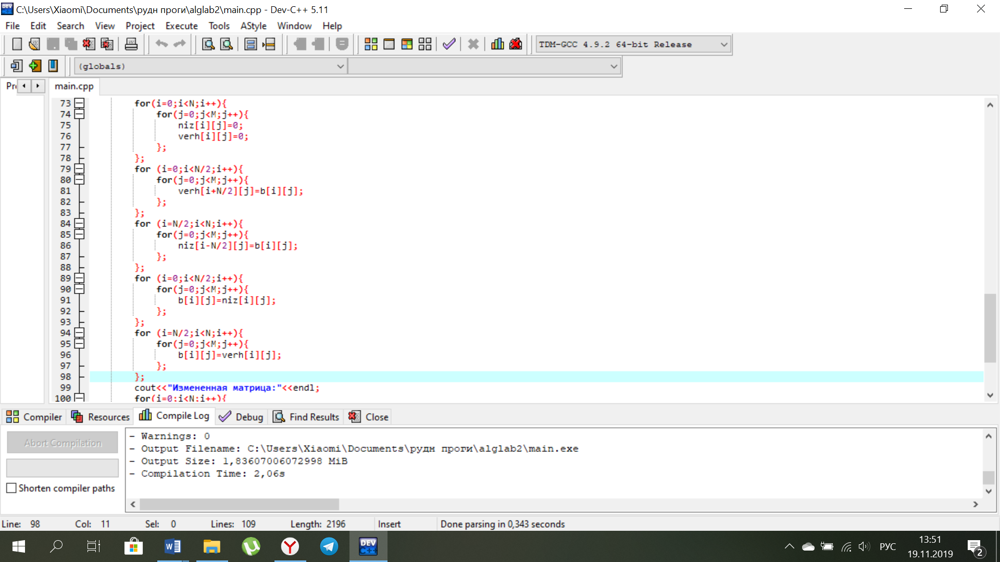 C:\Users\Xiaomi\Documents\рудн проги\alglab2\main.cpp - Dev-C++ 5.11
File Edit Search View Project Execute Tools AStyle Window Help
TDM-GCC 4.9.2 64-bit Release
(globals)
main.cpp
73 for(i=0;i<N;i++){
74 for(j=0;j<M;j++){
75 niz[i][j]=0;
76 verh[i][j]=0;
77 };
78 };
79 for (i=0;i<N/2;i++){
80 for(j=0;j<M;j++){
81 verh[i+N/2][j]=b[i][j];
82 };
83 };
84 for (i=N/2;i<N;i++){
85 for(j=0;j<M;j++){
86 niz[i-N/2][j]=b[i][j];
87 };
88 };
89 for (i=0;i<N/2;i++){
90 for(j=0;j<M;j++){
91 b[i][j]=niz[i][j];
92 };
93 };
94 for (i=N/2;i<N;i++){
95 for(j=0;j<M;j++){
96 b[i][j]=verh[i][j];
97 };
98 };
99 cout<<"Измененная матрица:"<<endl;
100 for(i=0;i<N;i++){
Compiler Resources Compile Log Debug Find Results Close
Abort Compilation
Shorten compiler paths
- Warnings: 0
- Output Filename: C:\Users\Xiaomi\Documents\рудн проги\alglab2\main.exe
- Output Size: 1,83607006072998 MiB
- Compilation Time: 2,06s
Line: 98 Col: 11 Sel: 0 Lines: 109 Length: 2196 Insert Done parsing in 0,343 seconds
DEV C++
РУС
13:51
19.11.2019
2